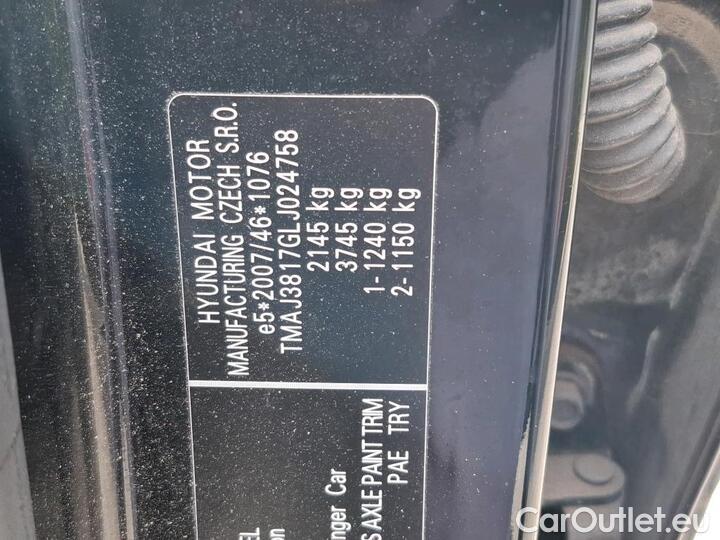 HYUNDAI MOTOR
MANUFACTURING CZECH S.R.O.
e5*2007/46*1076
TMAJ3817GLJ024758
2145 kg
3745 kg
1-1240 kg
2-1150 kg
Car
AXLE PAINT TRIM
PAE TRY
CarOutlet.eu